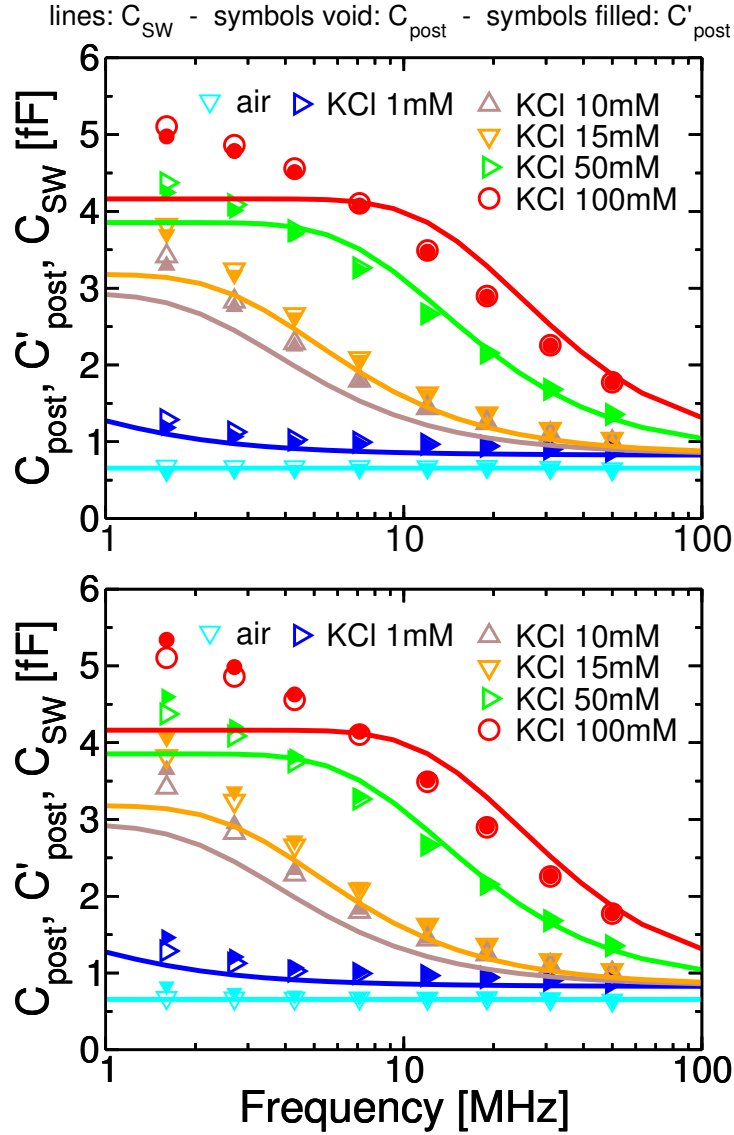 lines: C_SW - symbols void: C_post - symbols filled: C'_post
C_post, C'_post, C_SW [fF]
6
5
4
3
2
1
0
air
KCl 1mM
KCl 10mM
KCl 15mM
KCl 50mM
KCl 100mM
1
10
100
C_post, C'_post, C_SW [fF]
6
5
4
3
2
1
0
air
KCl 1mM
KCl 10mM
KCl 15mM
KCl 50mM
KCl 100mM
1
10
100
Frequency [MHz]